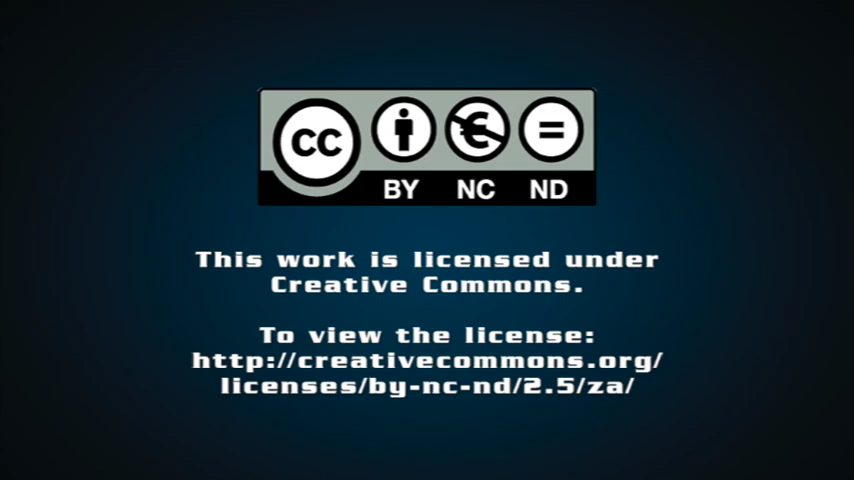 CC
BY NC ND
This work is licensed under
Creative Commons.
To view the license:
http://creativecommons.org/
licenses/by-nc-nd/2.5/za/